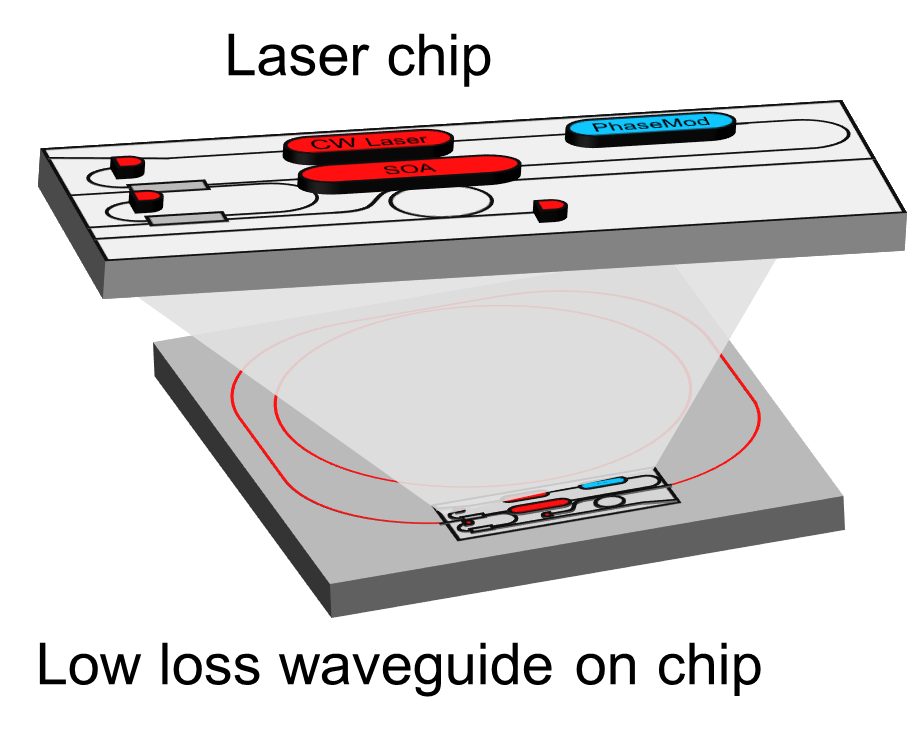 Laser chip
CW Laser
PhaseMod
SOA
Low loss waveguide on chip